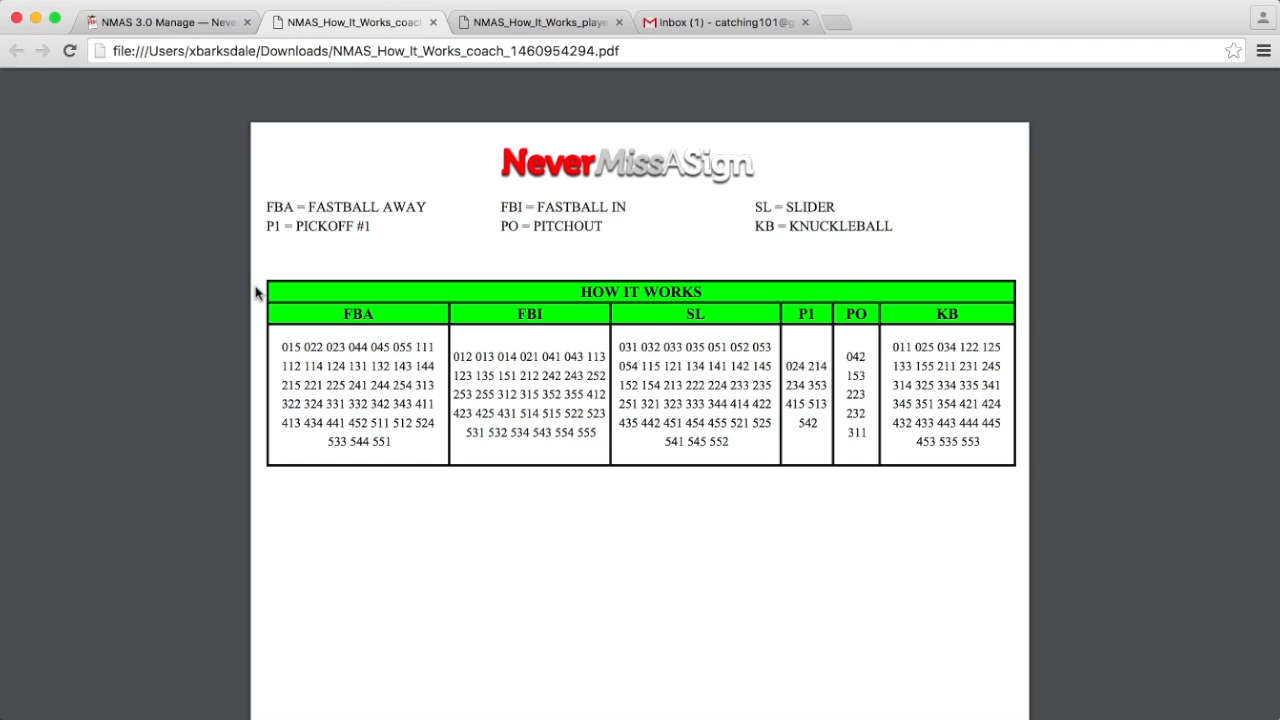 NMAS 3.0 Manage — Neve
NMAS_How_It_Works_coac
NMAS_How_It_Works_playe
Inbox (1) - catching101@g
file:///Users/xbarksdale/Downloads/NMAS_How_It_Works_coach_1460954294.pdf
NeverMissASign
FBA = FASTBALL AWAY FBI = FASTBALL IN SL = SLIDER
P1 = PICKOFF #1 PO = PITCHOUT KB = KNUCKLEBALL
HOW IT WORKS
FBA FBI SL P1 PO KB
015 022 023 044 045 055 111
112 114 124 131 132 143 144
215 221 225 241 244 254 313
322 324 331 332 342 343 411
413 434 441 452 511 512 524
533 544 551
012 013 014 021 041 043 113
123 135 151 212 242 243 252
253 255 312 315 352 355 412
423 425 431 514 515 522 523
531 532 534 543 554 555
031 032 033 035 051 052 053
054 115 121 134 141 142 145
152 154 213 222 224 233 235
251 321 323 333 344 414 422
435 442 451 454 455 521 525
541 545 552
024 214
234 353
415 513
542
042
153
223
232
311
011 025 034 122 125
133 155 211 231 245
314 325 334 335 341
345 351 354 421 424
432 433 443 444 445
453 535 553